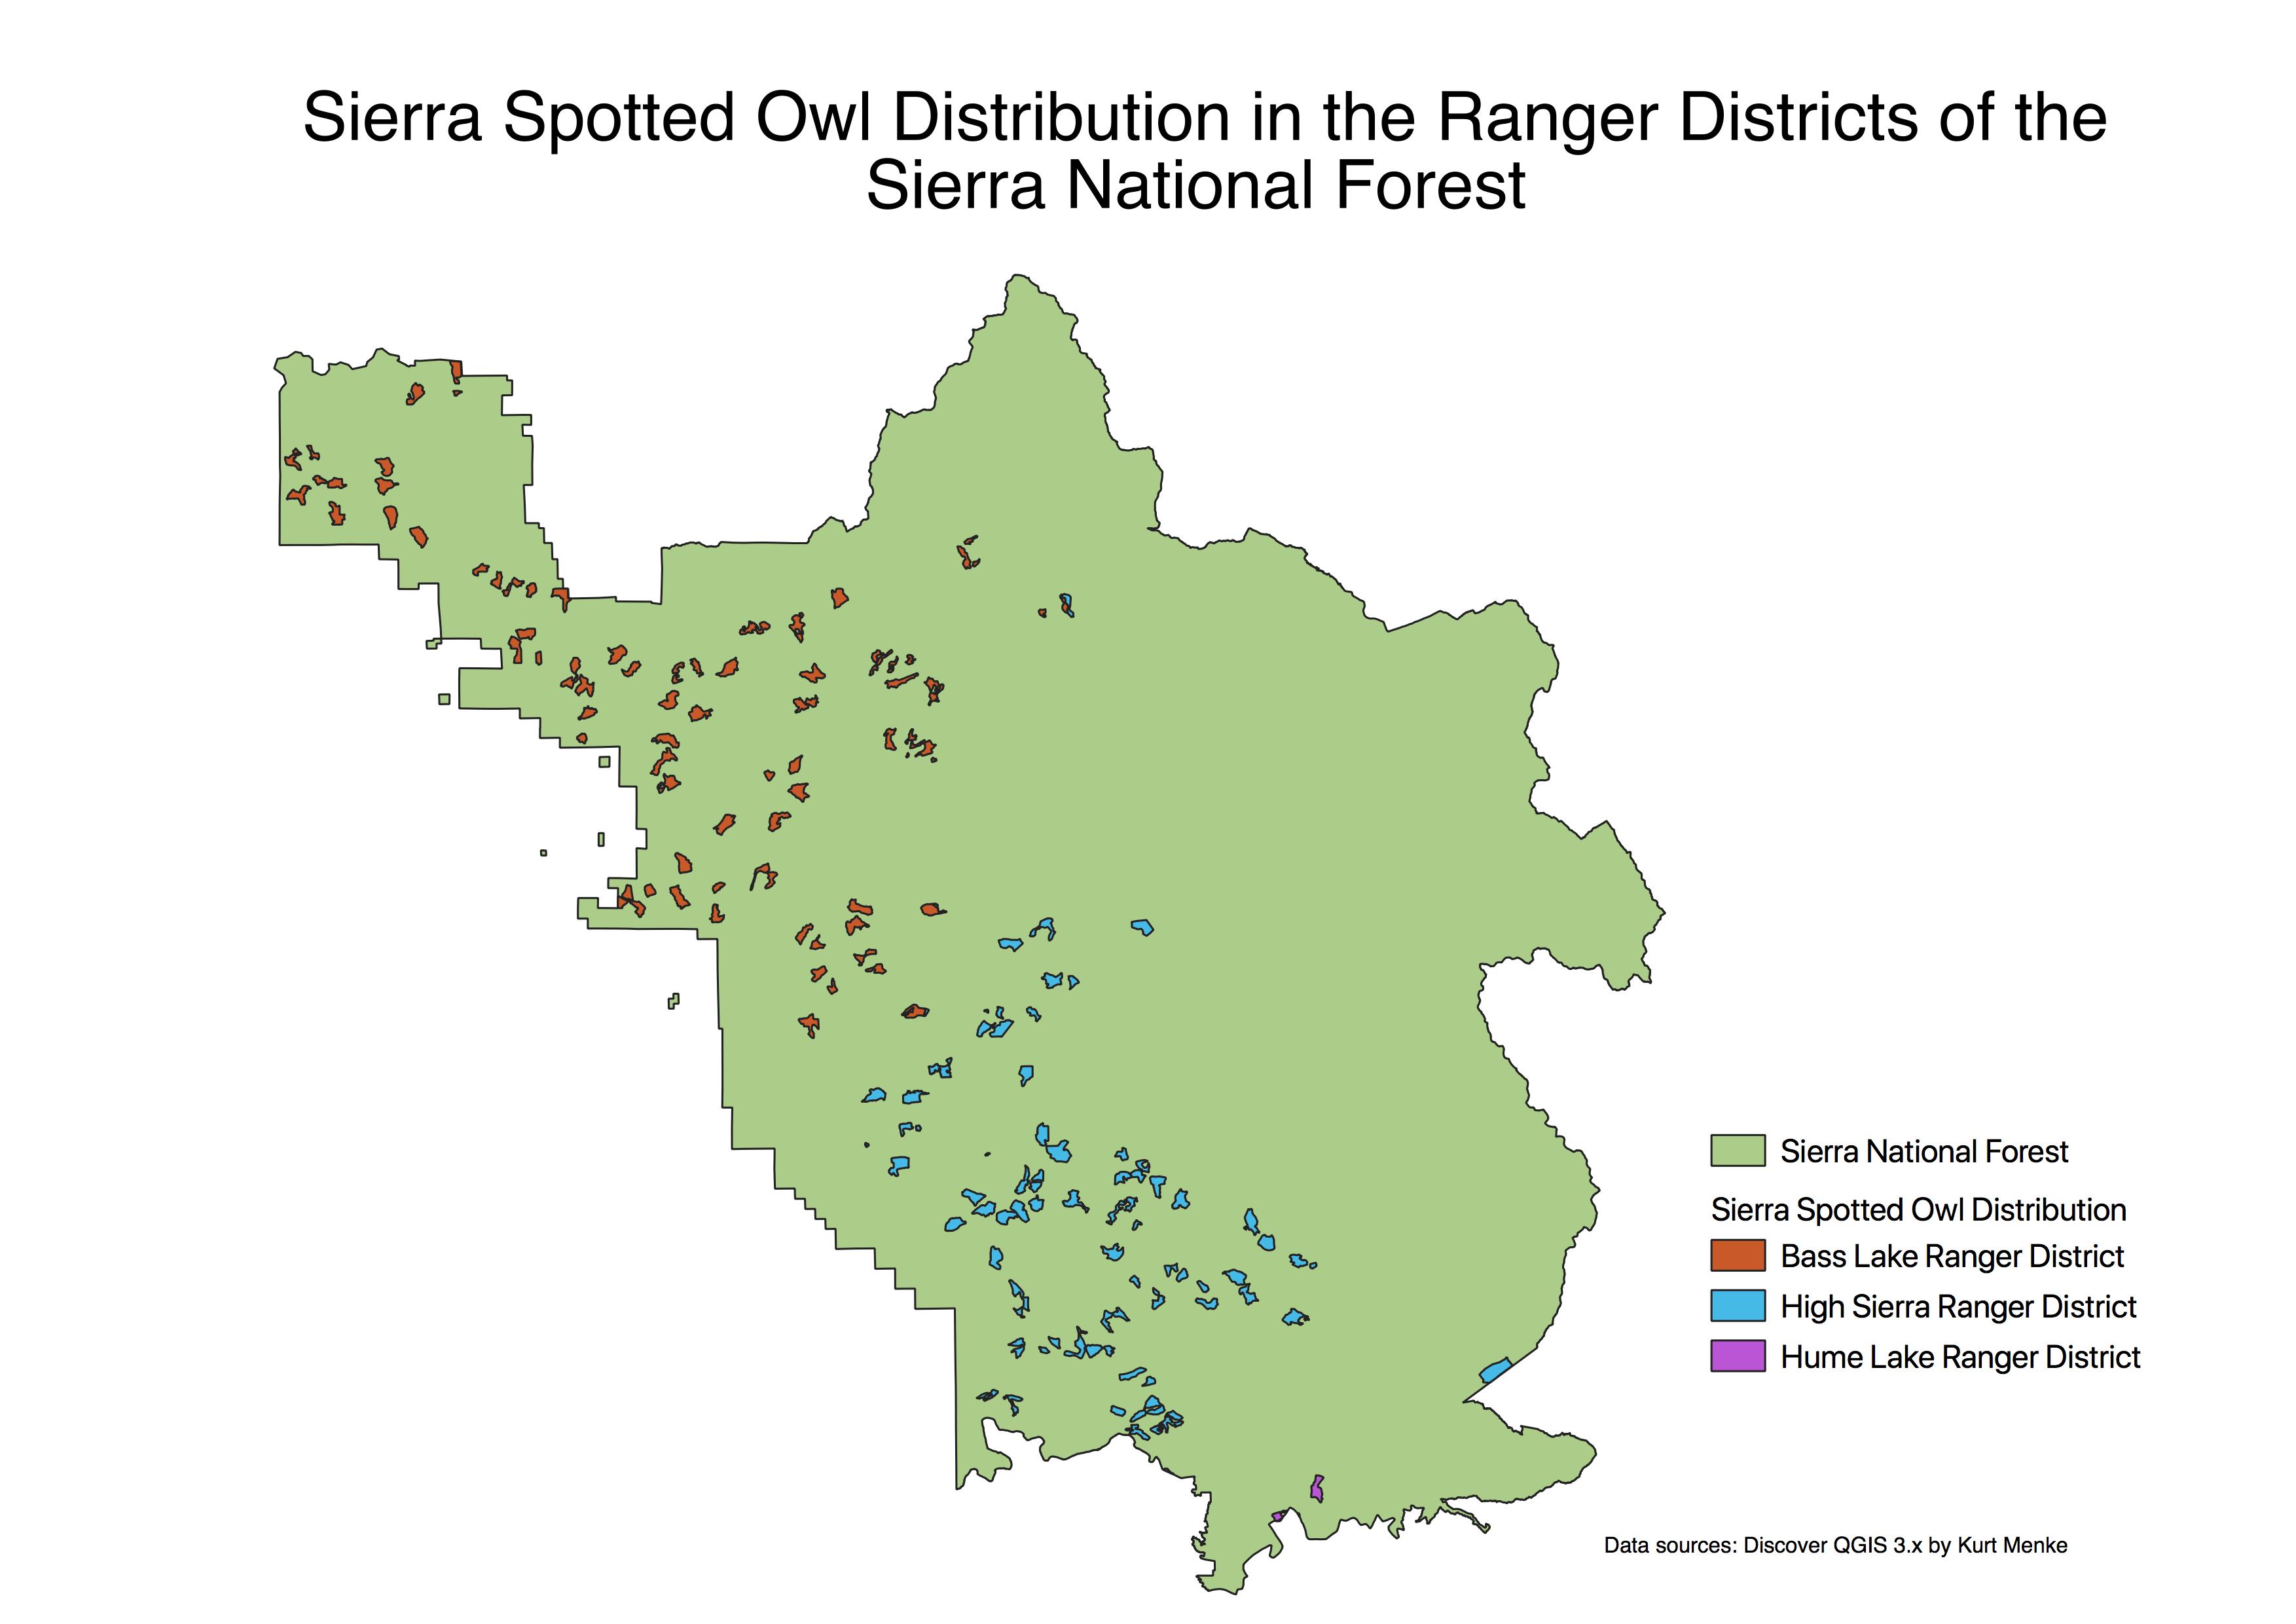 Sierra Spotted Owl Distribution in the Ranger Districts of the
Sierra National Forest
Sierra National Forest
Sierra Spotted Owl Distribution
Bass Lake Ranger District
High Sierra Ranger District
Hume Lake Ranger District
Data sources: Discover QGIS 3.x by Kurt Menke